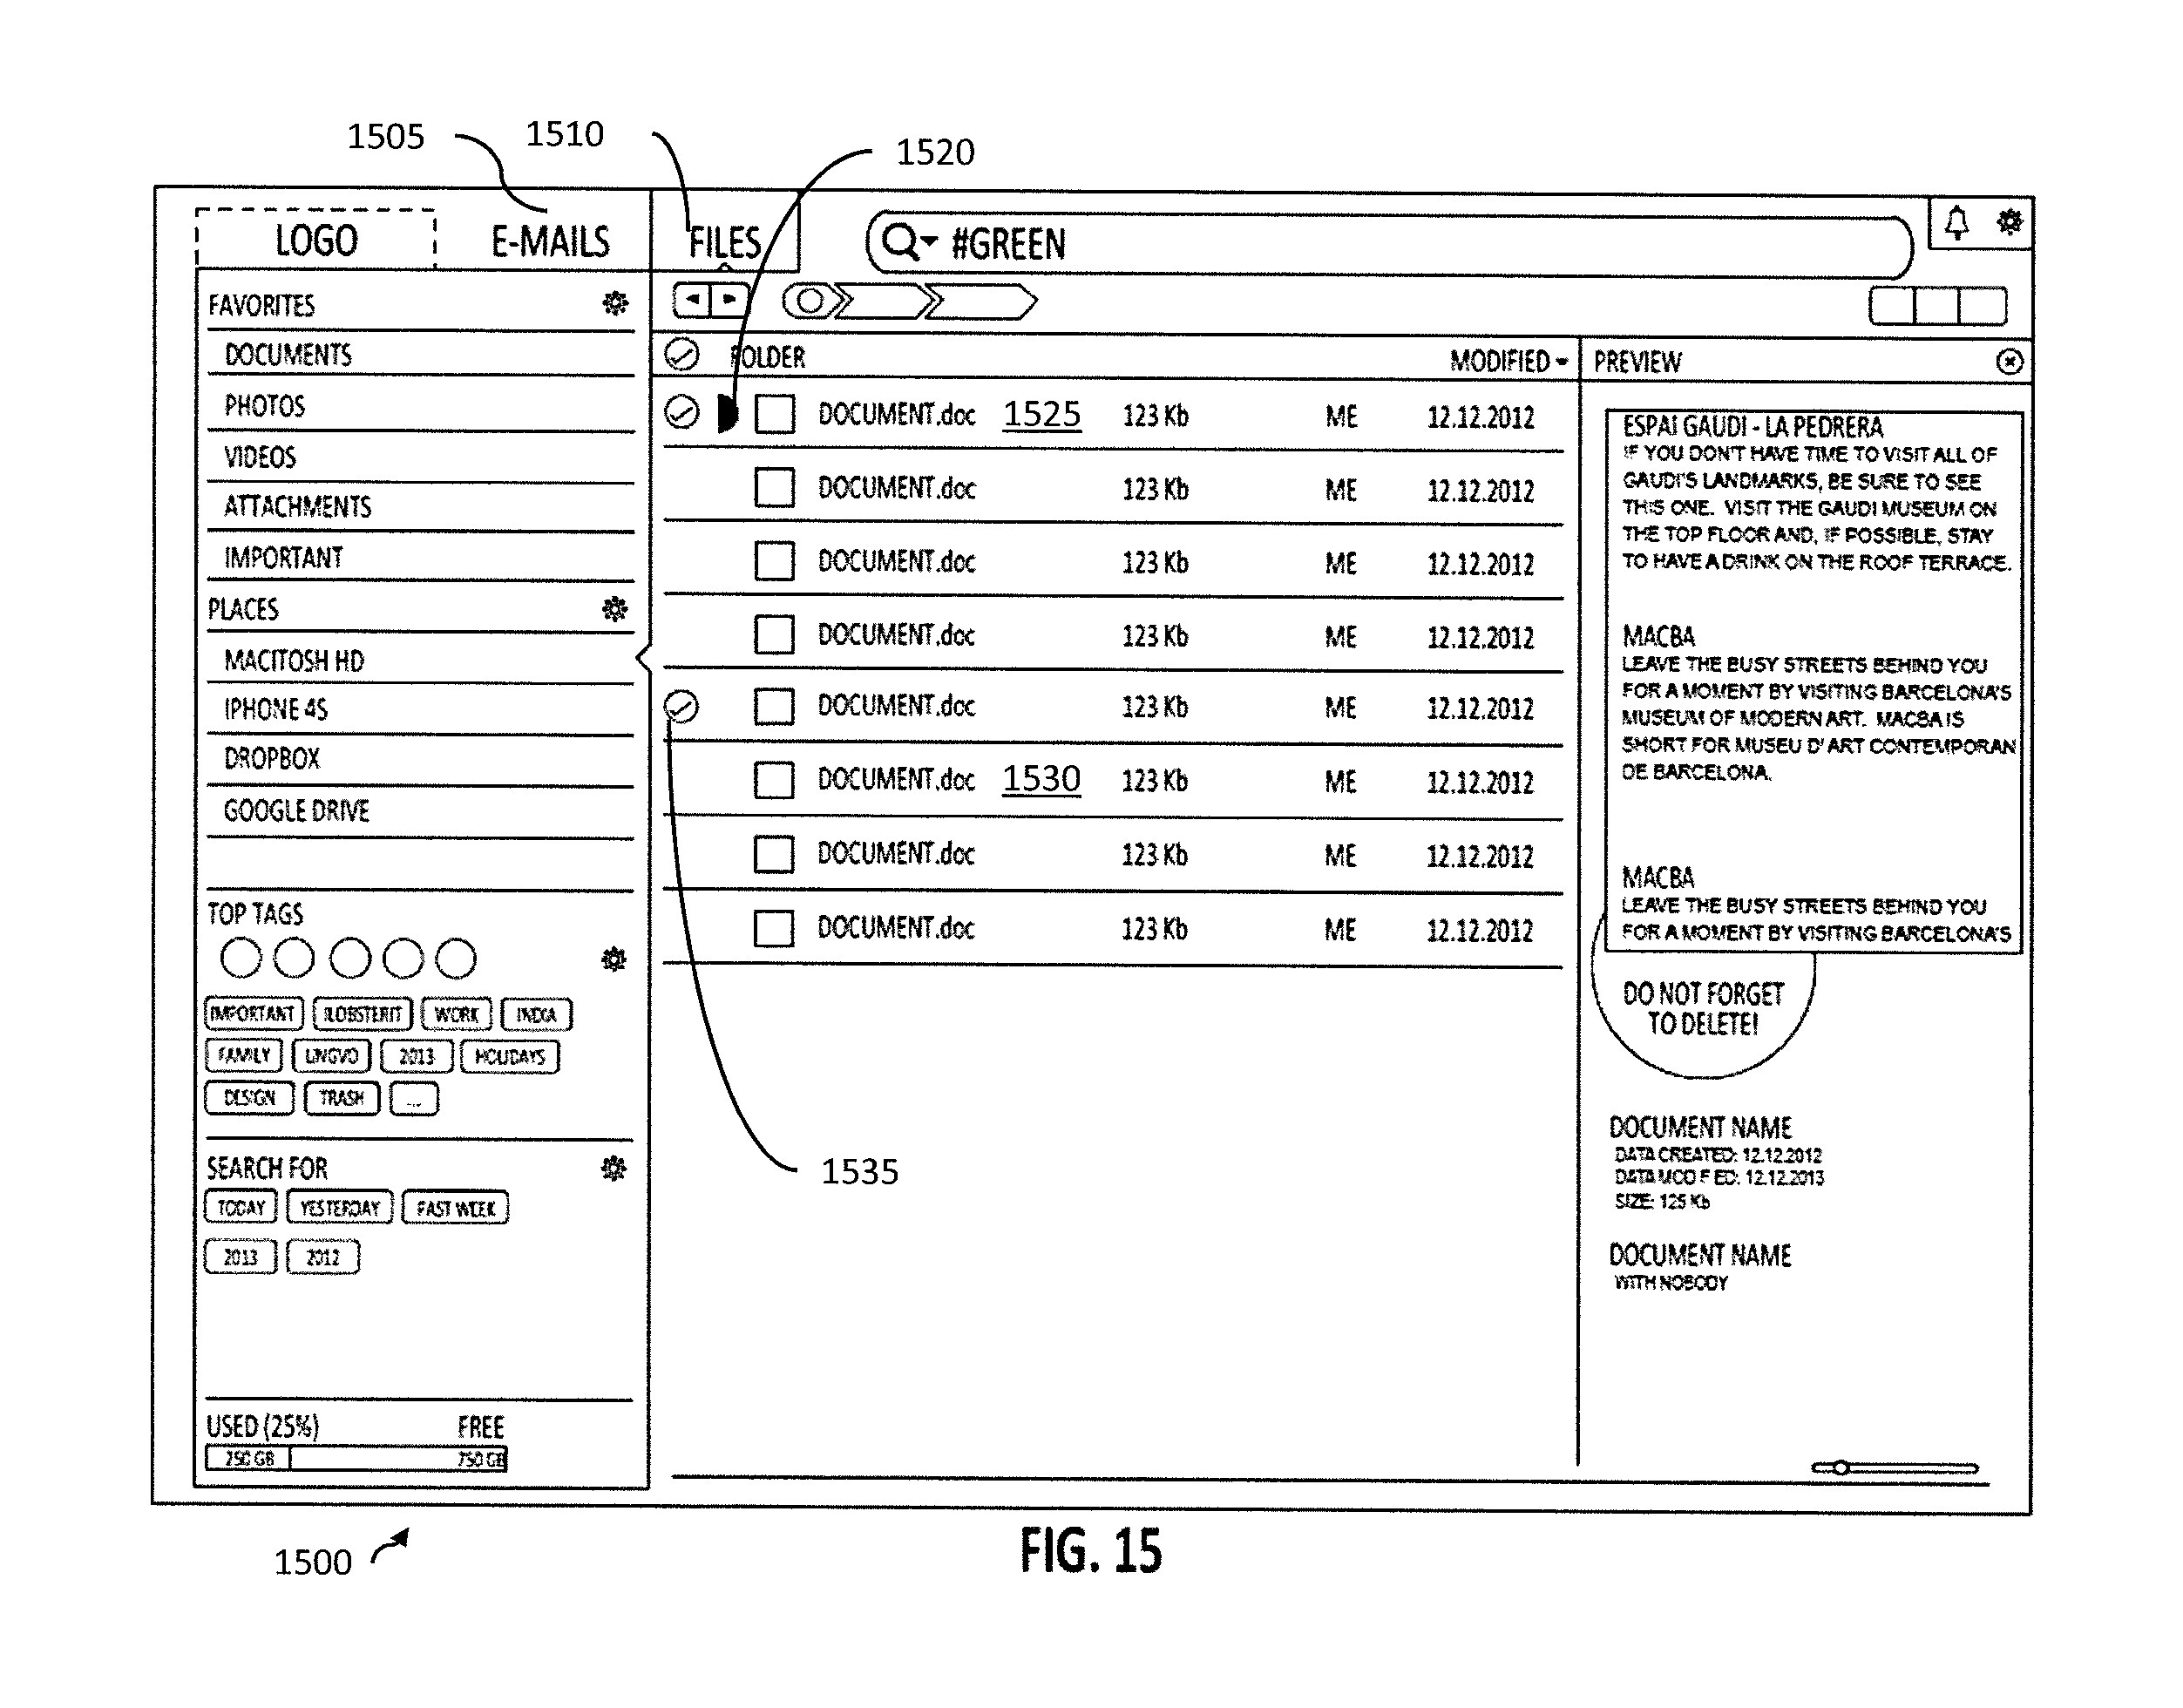 1505 1510 1520
LOGO E-MAILS FILES #GREEN
FAVORITES
DOCUMENTS
PHOTOS
VIDEOS
ATTACHMENTS
IMPORTANT
PLACES
MACITOSH HD
IPHONE 4S
DROPBOX
GOOGLE DRIVE
TOP TAGS
IMPORTANT ILOBSTERIT WORK INDIA
FAMILY LINGVO 2013 HOLIDAYS
DESIGN TRASH ...
SEARCH FOR
TODAY YESTERDAY PAST WEEK
2013 2012
USED (25%) FREE
250 GB 750 GB
FOLDER MODIFIED
DOCUMENT.doc 1525 123 Kb ME 12.12.2012
DOCUMENT.doc 123 Kb ME 12.12.2012
DOCUMENT.doc 123 Kb ME 12.12.2012
DOCUMENT.doc 123 Kb ME 12.12.2012
DOCUMENT.doc 123 Kb ME 12.12.2012
DOCUMENT.doc 1530 123 Kb ME 12.12.2012
DOCUMENT.doc 123 Kb ME 12.12.2012
DOCUMENT.doc 123 Kb ME 12.12.2012
1535
PREVIEW
ESPAI GAUDI - LA PEDRERA
IF YOU DON'T HAVE TIME TO VISIT ALL OF
GAUDI'S LANDMARKS, BE SURE TO SEE
THIS ONE. VISIT THE GAUDI MUSEUM ON
THE TOP FLOOR AND, IF POSSIBLE, STAY
TO HAVE A DRINK ON THE ROOF TERRACE.
MACBA
LEAVE THE BUSY STREETS BEHIND YOU
FOR A MOMENT BY VISITING BARCELONA'S
MUSEUM OF MODERN ART. MACBA IS
SHORT FOR MUSEU D'ART CONTEMPORAN
DE BARCELONA.
MACBA
LEAVE THE BUSY STREETS BEHIND YOU
FOR A MOMENT BY VISITING BARCELONA'S
DO NOT FORGET
TO DELETE!
DOCUMENT NAME
DATA CREATED: 12.12.2012
DATA MODIFIED: 12.12.2013
SIZE: 125 Kb
DOCUMENT NAME
WITH NOBODY
1500
FIG. 15